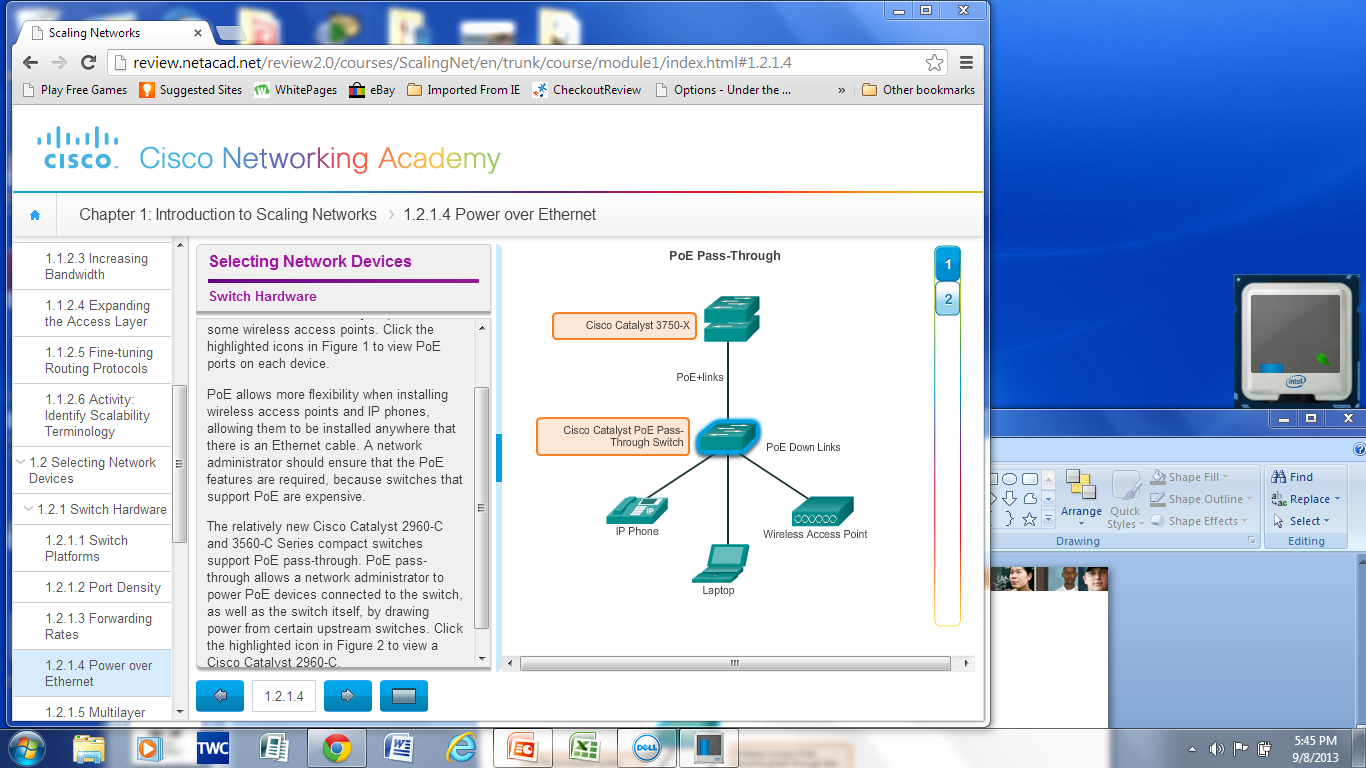 Scaling Networks
review.netacad.net/review2.0/courses/ScalingNet/en/trunk/course/module1/index.html#1.2.1.4
Play Free Games Suggested Sites WhitePages eBay Imported From IE CheckoutReview Options - Under the ... » Other bookmarks
CISCO Cisco Networking Academy
Chapter 1: Introduction to Scaling Networks › 1.2.1.4 Power over Ethernet
1.1.2.3 Increasing
Bandwidth
1.1.2.4 Expanding
the Access Layer
1.1.2.5 Fine-tuning
Routing Protocols
1.1.2.6 Activity:
Identify Scalability
Terminology
1.2 Selecting Network
Devices
1.2.1 Switch Hardware
1.2.1.1 Switch
Platforms
1.2.1.2 Port Density
1.2.1.3 Forwarding
Rates
1.2.1.4 Power over
Ethernet
1.2.1.5 Multilayer
Selecting Network Devices
Switch Hardware
some wireless access points. Click the
highlighted icons in Figure 1 to view PoE
ports on each device.
PoE allows more flexibility when installing
wireless access points and IP phones,
allowing them to be installed anywhere that
there is an Ethernet cable. A network
administrator should ensure that the PoE
features are required, because switches that
support PoE are expensive.
The relatively new Cisco Catalyst 2960-C
and 3560-C Series compact switches
support PoE pass-through. PoE pass-
through allows a network administrator to
power PoE devices connected to the switch,
as well as the switch itself, by drawing
power from certain upstream switches. Click
the highlighted icon in Figure 2 to view a
Cisco Catalyst 2960-C.
1.2.1.4
PoE Pass-Through
Cisco Catalyst 3750-X
PoE+links
Cisco Catalyst PoE Pass-
Through Switch
PoE Down Links
IP Phone
Wireless Access Point
Laptop
1
2
intel
Arrange
Quick
Styles
Shape Fill
Shape Outline
Shape Effects
Drawing
Find
Replace
Select
Editing
TWC
DELL
5:45 PM
9/8/2013